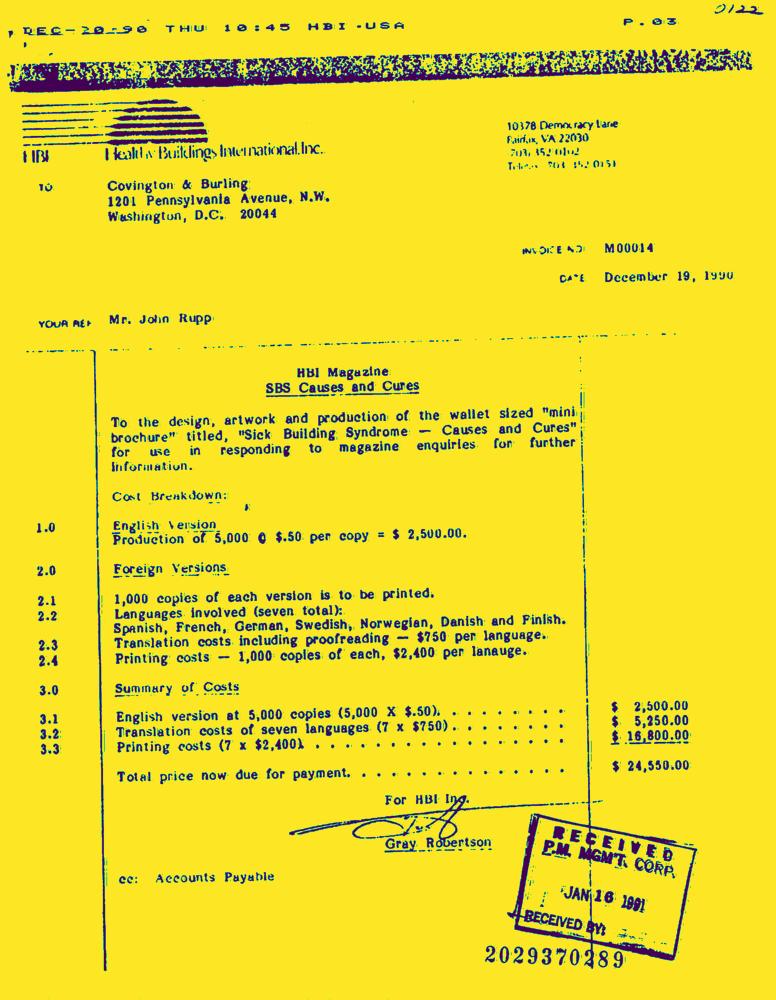 0122
DEC-20-90 THU 10:45 HBI-USA P.03
HBI Healthy Buildings International, Inc.
10378 Democracy Lane
Fairfax, VA 22030
TO Covington & Burling
1201 Pennsylvania Avenue, N.W.
Washington, D.C. 20044
INVOICE NO: M00014
DATE December 19, 1990
YOUR REF Mr. John Rupp
HBI Magazine
SBS Causes and Cures
To the design, artwork and production of the wallet sized "mini
brochure" titled, "Sick Building Syndrome — Causes and Cures"
for use in responding to magazine enquiries for further
information.
Cost Breakdown:
1.0 English Version
Production of 5,000 @ $.50 per copy = $ 2,500.00.
2.0 Foreign Versions
2.1 1,000 copies of each version is to be printed.
2.2 Languages involved (seven total):
Spanish, French, German, Swedish, Norwegian, Danish and Finish.
2.3 Translation costs including proofreading — $750 per language.
2.4 Printing costs — 1,000 copies of each, $2,400 per lanauge.
3.0 Summary of Costs
3.1 English version at 5,000 copies (5,000 X $.50). . . . . . . . . $ 2,500.00
3.2 Translation costs of seven languages (7 x $750). . . . . . . . $ 5,250.00
3.3 Printing costs (7 x $2,400) . . . . . . . . . . . . . . . . . $ 16,800.00
Total price now due for payment. . . . . . . . . . . . . . . $ 24,550.00
For HBI Inc.
Gray Robertson
RECEIVED
P.M. MGM'T. CORP.
JAN 16 1991
RECEIVED BY:
cc: Accounts Payable
2029370289